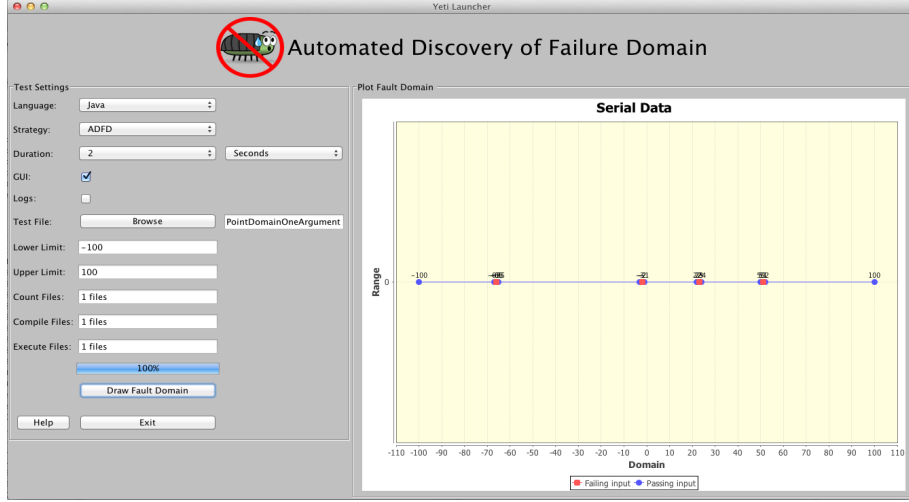 Yeti Launcher
Automated Discovery of Failure Domain
Test Settings
Language: Java
Strategy: ADFD
Duration: 2 Seconds
GUI:
Logs:
Test File: Browse PointDomainOneArgument
Lower Limit: -100
Upper Limit: 100
Count Files: 1 files
Compile Files: 1 files
Execute Files: 1 files
100%
Draw Fault Domain
Help Exit
Plot Fault Domain
Serial Data
Range
0
-100 100
-110 -100 -90 -80 -70 -60 -50 -40 -30 -20 -10 0 10 20 30 40 50 60 70 80 90 100 110
Domain
Failing input Passing input